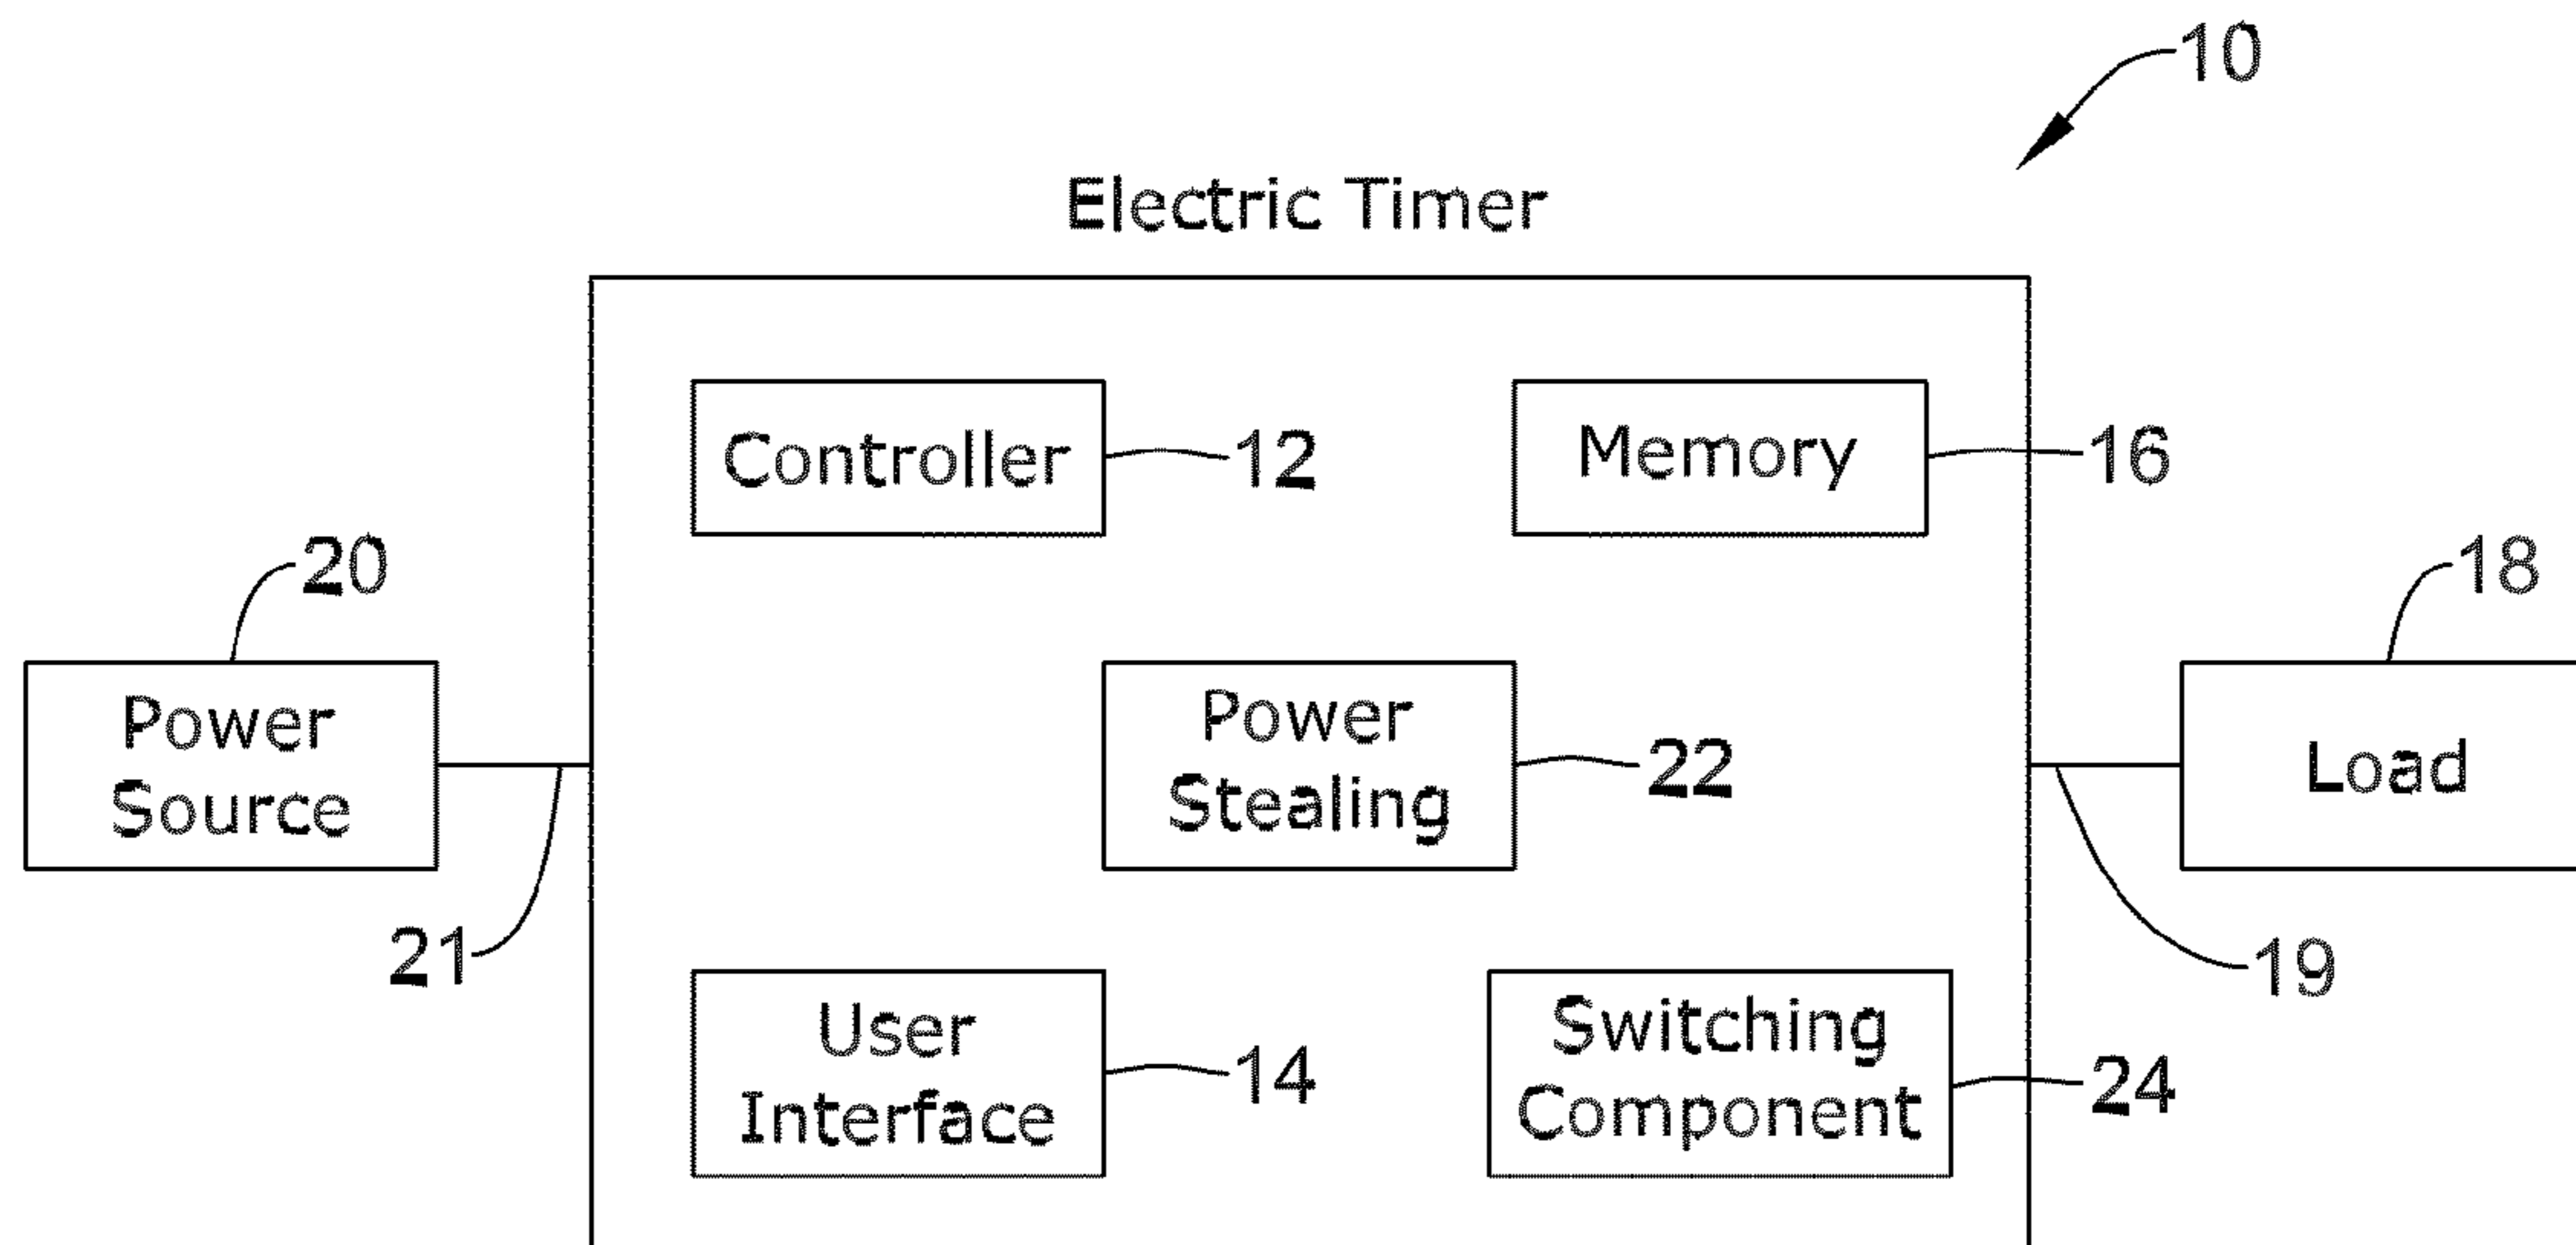 10
Electric Timer
Controller
12
Memory
16
20
18
Power
Source
Power
Stealing
22
Load
21
19
User
Interface
14
Switching
Component
24